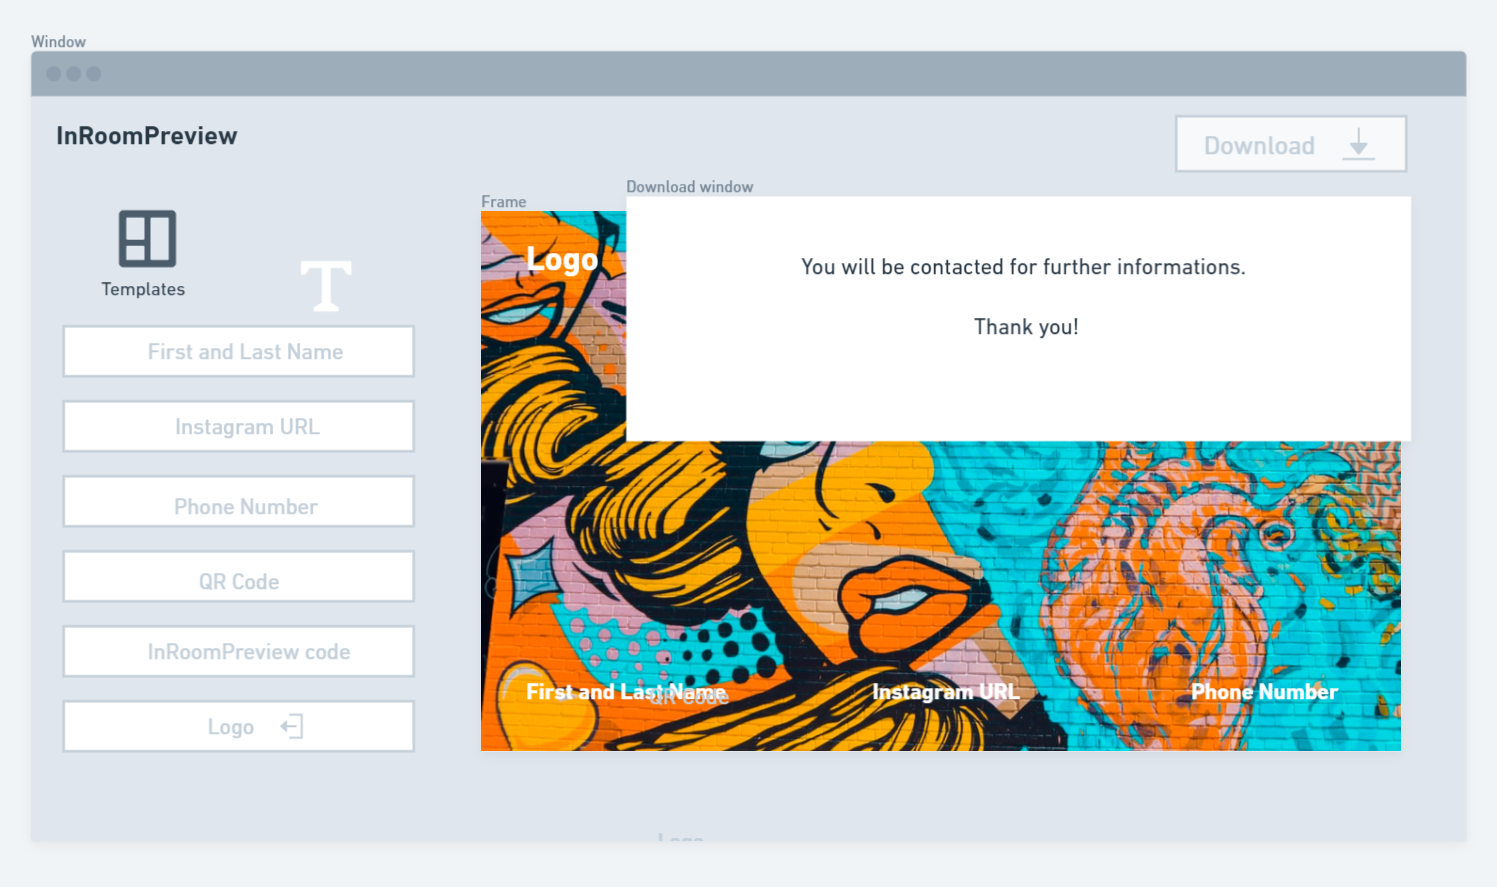 Window
InRoomPreview
Download
Download window
Frame
Logo
You will be contacted for further informations.
Thank you!
Templates
T
First and Last Name
Instagram URL
Phone Number
QR Code
InRoomPreview code
Logo
First and Last Name
QR Code
Instagram URL
Phone Number
Logo